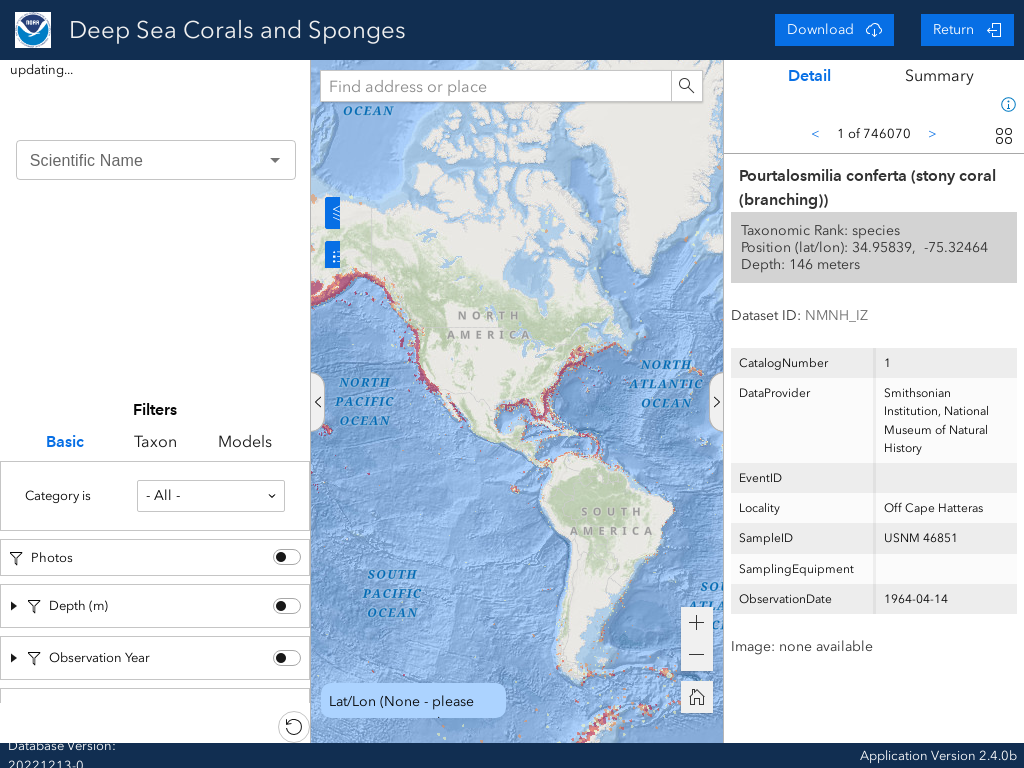 NOAA
Deep Sea Corals and Sponges
Download
Return
updating...
Scientific Name
Filters
Basic
Taxon
Models
Category is
- All -
Photos
Depth (m)
Observation Year
Database Version:
20221213-0
Find address or place
OCEAN
NORTH
AMERICA
NORTH
PACIFIC
OCEAN
NORTH
ATLANTIC
OCEAN
SOUTH
AMERICA
SOUTH
PACIFIC
OCEAN
Lat/Lon (None - please
Detail
Summary
< 1 of 746070 >
Pourtalosmilia conferta (stony coral
(branching))
Taxonomic Rank: species
Position (lat/lon): 34.95839, -75.32464
Depth: 146 meters
Dataset ID: NMNH_IZ
CatalogNumber 1
DataProvider Smithsonian
Institution, National
Museum of Natural
History
EventID
Locality Off Cape Hatteras
SampleID USNM 46851
SamplingEquipment
ObservationDate 1964-04-14
Image: none available
Application Version 2.4.0b